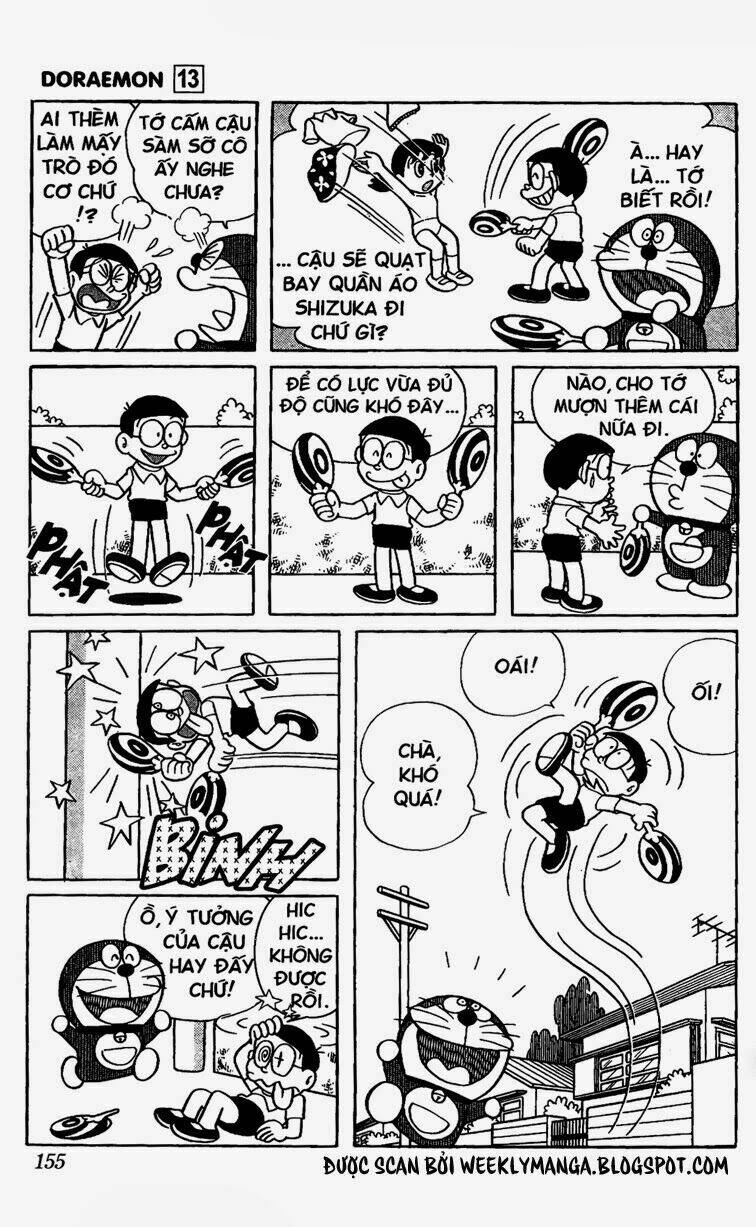 DORAEMON 13
À... HAY
LÀ... TỚ
BIẾT RỒI!
... CẬU SẼ QUẠT
BAY QUẦN ÁO
SHIZUKA ĐI
CHỨ GÌ?
TỚ CẤM CẬU
SÀM SỠ CÔ
ẤY NGHE
CHƯA?
AI THÈM
LÀM MẤY
TRÒ ĐÓ
CƠ CHỨ
!?
NÀO, CHO TỚ
MƯỢN THÊM CÁI
NỮA ĐI.
ĐỂ CÓ LỰC VỪA ĐỦ
ĐỘ CŨNG KHÓ ĐÂY...
PHẬT
PHẬT
ỐI!
OÁI!
CHÀ,
KHÓ
QUÁ!
BỊNH
HIC
HIC...
KHÔNG
ĐƯỢC
RỒI.
Ồ, Ý TƯỞNG
CỦA CẬU
HAY ĐẤY
CHỨ!
155
ĐƯỢC SCAN BỞI WEEKLYMANGA.BLOGSPOT.COM